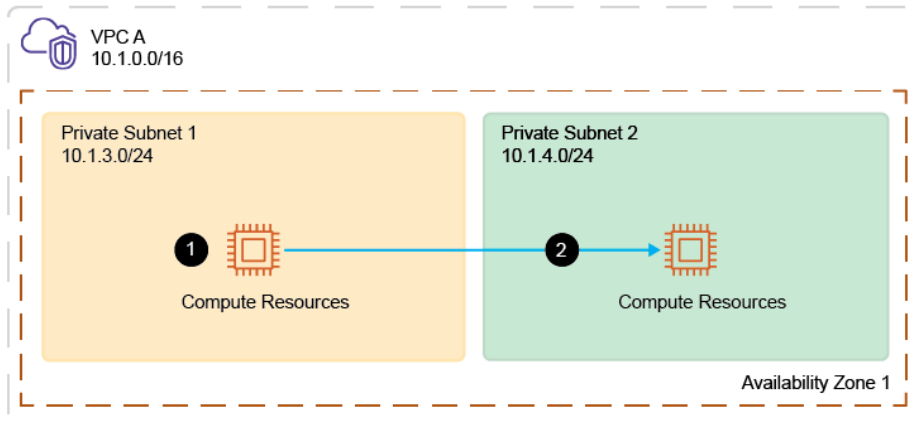 VPC A
10.1.0.0/16
Private Subnet 1
10.1.3.0/24
Private Subnet 2
10.1.4.0/24
1
2
Compute Resources
Compute Resources
Availability Zone 1